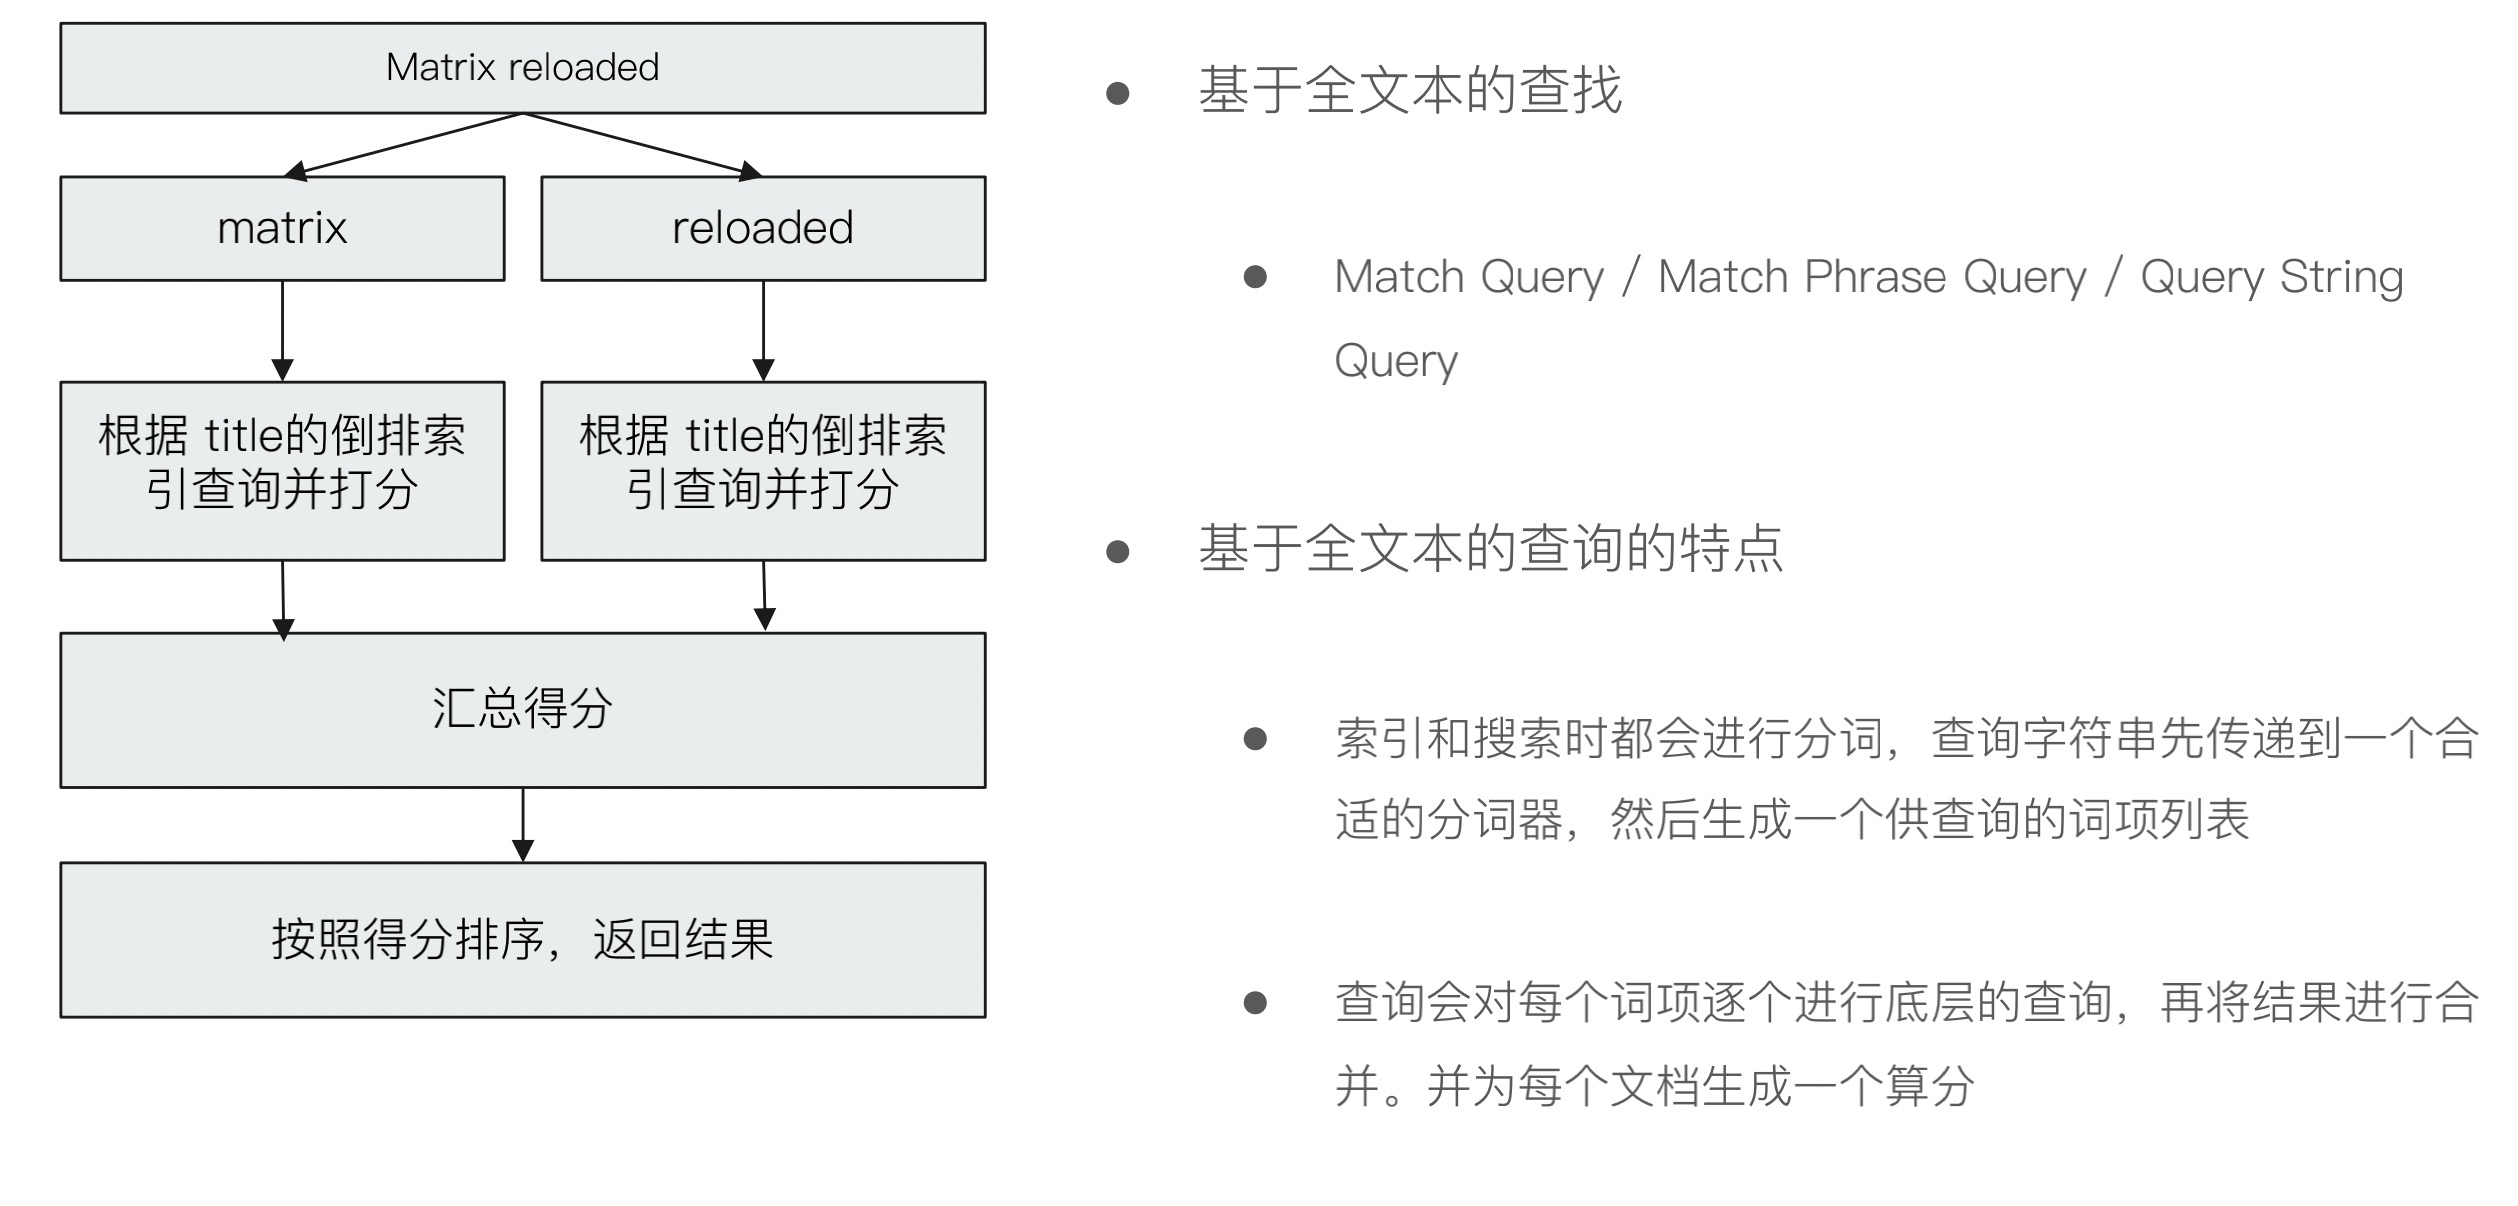 Matrix reloaded
matrix
reloaded
根据 title的倒排索
引查询并打分
根据 title的倒排索
引查询并打分
汇总得分
按照得分排序，返回结果
基于全文本的查找
Match Query / Match Phrase Query / Query String
Query
基于全文本的查询的特点
索引和搜索时都会进行分词，查询字符串先传递到一个合
适的分词器，然后生成一个供查询的词项列表
查询会对每个词项逐个进行底层的查询，再将结果进行合
并。并为每个文档生成一个算分